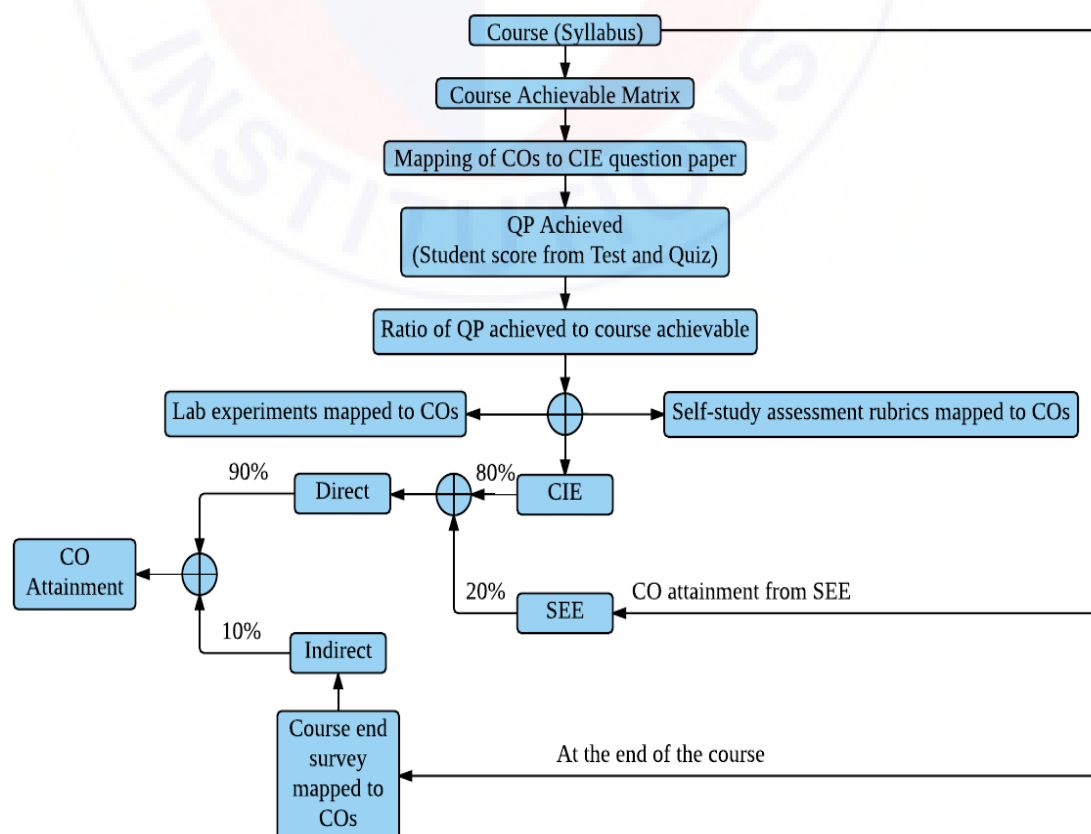 Course (Syllabus)
Course Achievable Matrix
Mapping of COs to CIE question paper
INSTITUTIONS
QP Achieved
(Student score from Test and Quiz)
Ratio of QP achieved to course achievable
Lab experiments mapped to COs
Self-study assessment rubrics mapped to COs
90%
Direct
80%
CIE
CO
Attainment
20%
SEE
CO attainment from SEE
10%
Indirect
Course end
survey
mapped to
COs
At the end of the course